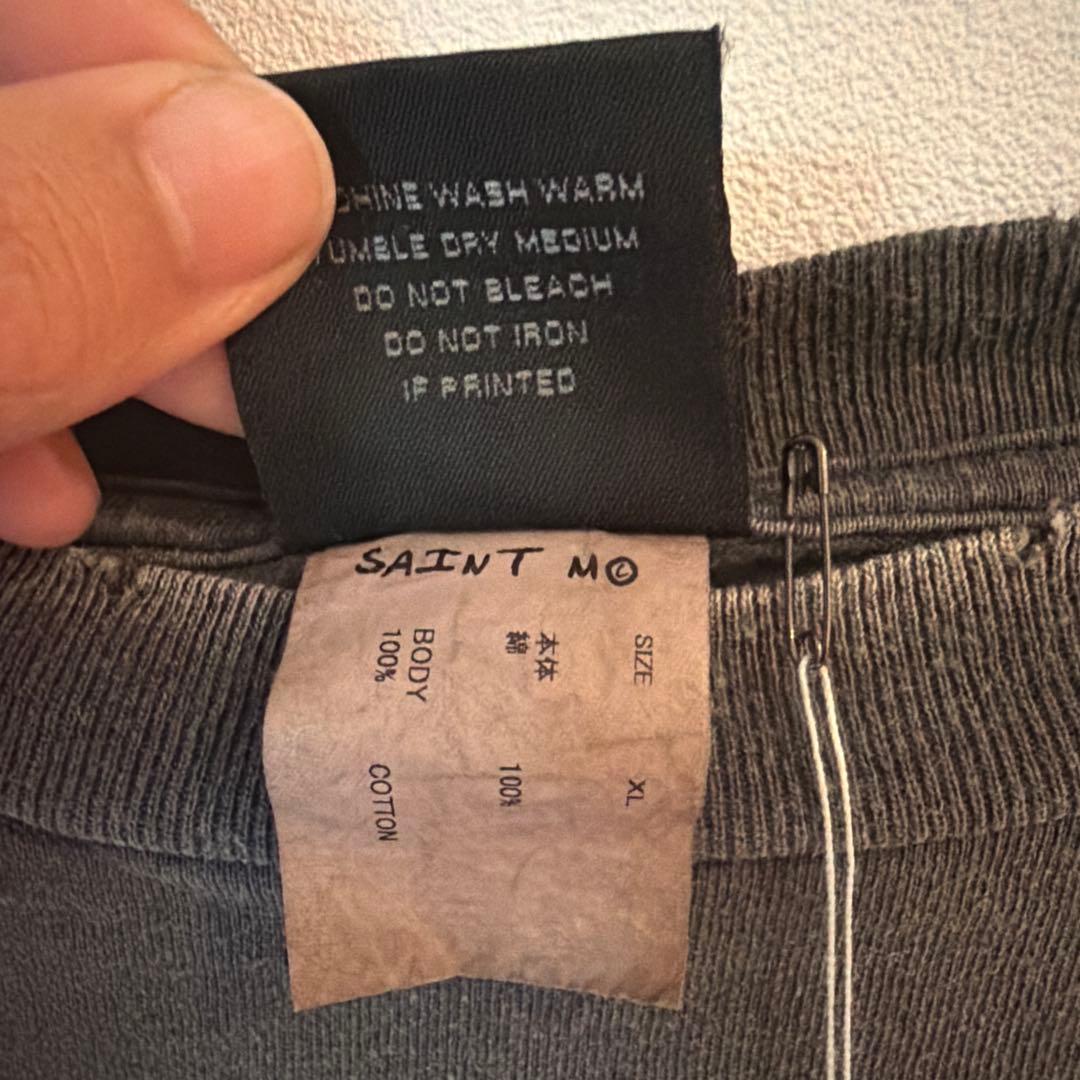 CHINE WASH WARM
TUMBLE DRY MEDIUM
DO NOT BLEACH
DO NOT IRON
IF PRINTED
SAINT M©
SIZE XL
本体
綿 100%
BODY
100% COTTON